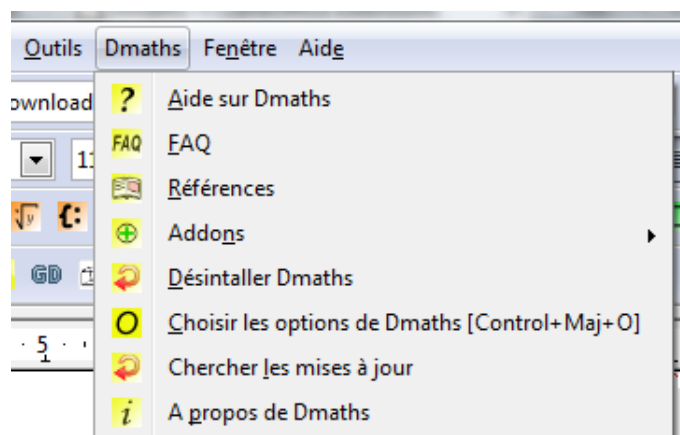 Outils Dmaths Fenêtre Aide
ownload
? Aide sur Dmaths
FAQ FAQ
11
Références
Addons
GD
Désintaller Dmaths
O Choisir les options de Dmaths [Control+Maj+O]
5
Chercher les mises à jour
i A propos de Dmaths